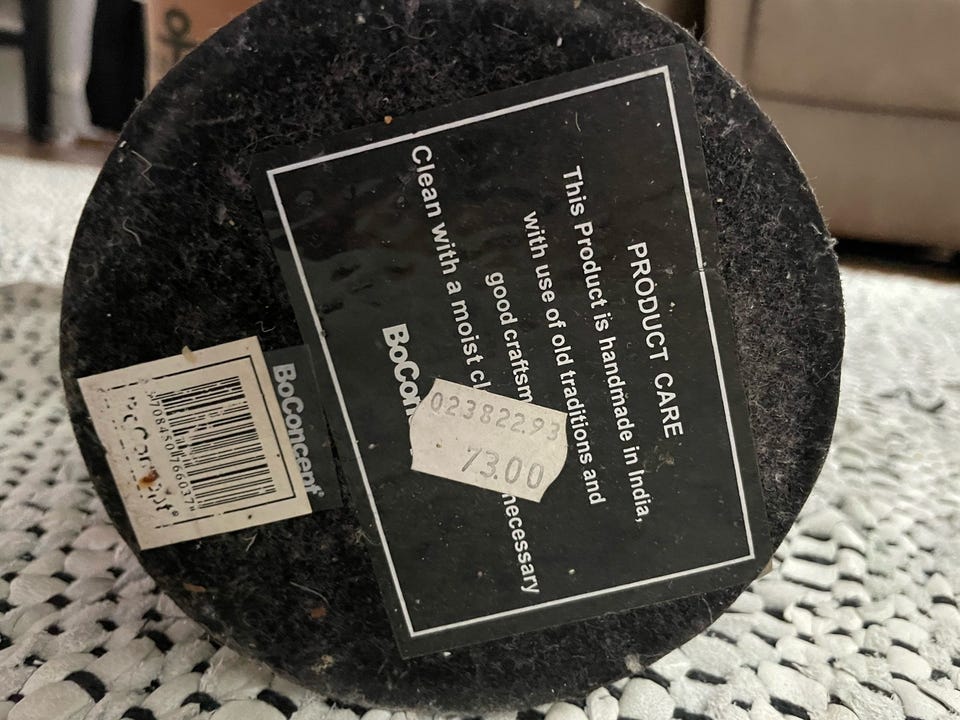 PRODUCT CARE
This Product is handmade in India,
with use of old traditions and
good craftsm
Clean with a moist cl necessary
BoCon
023822.93
73.00
BoConcept®
BoConcept®